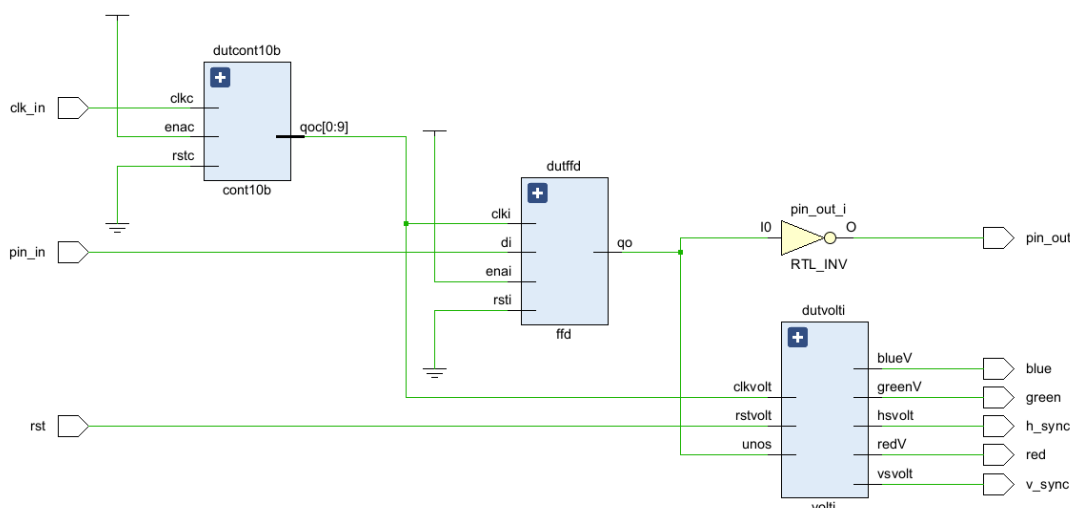 dutcont10b
clk_in
clkc
enac
qoc[0:9]
rstc
cont10b
dutffd
pin_in
clki
di
qo
enai
rsti
ffd
pin_out_i
I0
O
pin_out
RTL_INV
dutvolti
rst
clkvolt
rstvolt
unos
blueV
blue
greenV
green
hsvolt
h_sync
redV
red
vsvolt
v_sync
volti